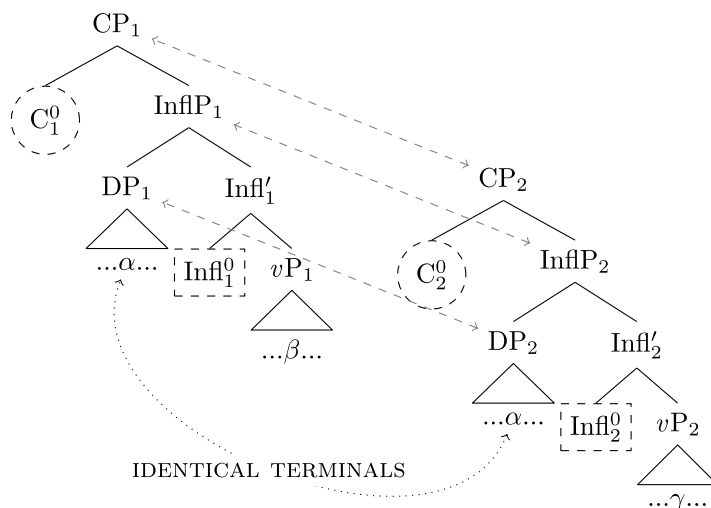 CP₁
C⁰₁
InflP₁
DP₁
Infl′₁
...α...
Infl⁰₁
vP₁
...β...
CP₂
C⁰₂
InflP₂
DP₂
Infl′₂
...α...
Infl⁰₂
vP₂
...γ...
IDENTICAL TERMINALS